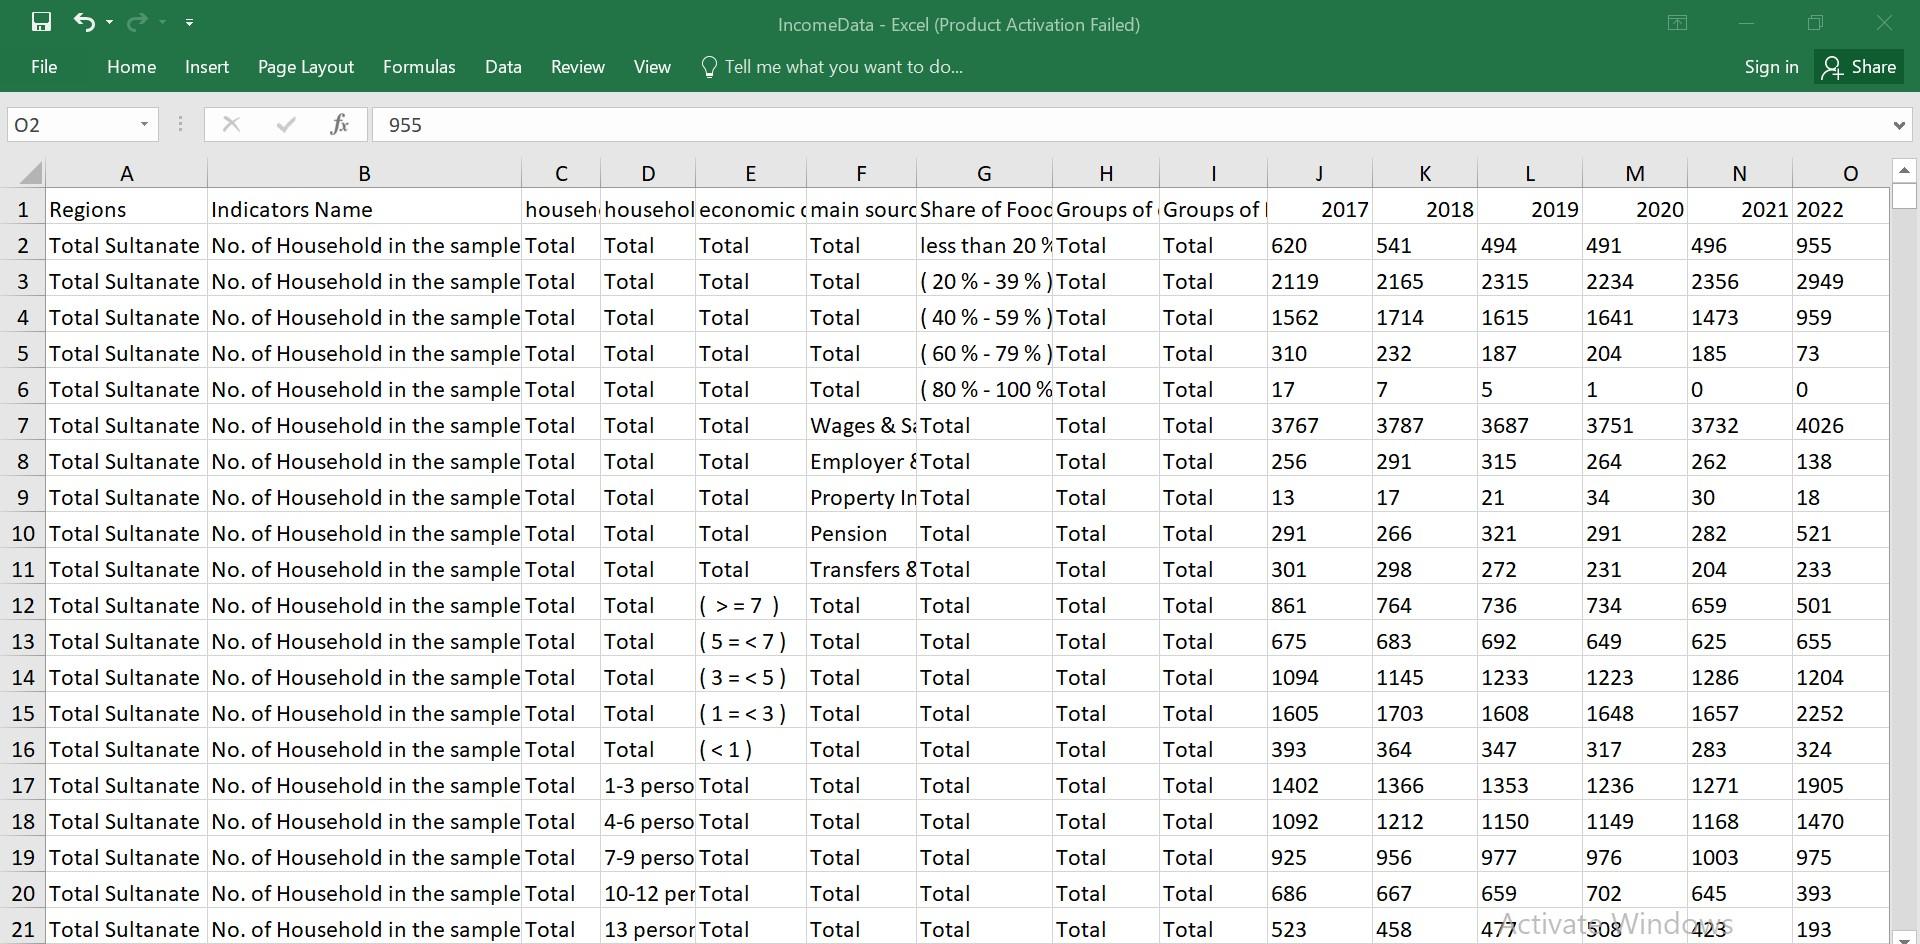 IncomeData - Excel (Product Activation Failed)
File Home Insert Page Layout Formulas Data Review View Tell me what you want to do... Sign in Share
O2 fx 955
A B C D E F G H I J K L M N O
1 Regions Indicators Name househ househol economic main sourc Share of Food Groups of Groups of 2017 2018 2019 2020 2021 2022
2 Total Sultanate No. of Household in the sample Total Total Total Total less than 20 % Total Total 620 541 494 491 496 955
3 Total Sultanate No. of Household in the sample Total Total Total Total ( 20 % - 39 % ) Total Total 2119 2165 2315 2234 2356 2949
4 Total Sultanate No. of Household in the sample Total Total Total Total ( 40 % - 59 % ) Total Total 1562 1714 1615 1641 1473 959
5 Total Sultanate No. of Household in the sample Total Total Total Total ( 60 % - 79 % ) Total Total 310 232 187 204 185 73
6 Total Sultanate No. of Household in the sample Total Total Total Total ( 80 % - 100 % Total Total 17 7 5 1 0 0
7 Total Sultanate No. of Household in the sample Total Total Total Wages & Sa Total Total Total 3767 3787 3687 3751 3732 4026
8 Total Sultanate No. of Household in the sample Total Total Total Employer & Total Total Total 256 291 315 264 262 138
9 Total Sultanate No. of Household in the sample Total Total Total Property In Total Total Total 13 17 21 34 30 18
10 Total Sultanate No. of Household in the sample Total Total Total Pension Total Total Total 291 266 321 291 282 521
11 Total Sultanate No. of Household in the sample Total Total Total Transfers & Total Total Total 301 298 272 231 204 233
12 Total Sultanate No. of Household in the sample Total Total ( > = 7 ) Total Total Total Total 861 764 736 734 659 501
13 Total Sultanate No. of Household in the sample Total Total ( 5 = < 7 ) Total Total Total Total 675 683 692 649 625 655
14 Total Sultanate No. of Household in the sample Total Total ( 3 = < 5 ) Total Total Total Total 1094 1145 1233 1223 1286 1204
15 Total Sultanate No. of Household in the sample Total Total ( 1 = < 3 ) Total Total Total Total 1605 1703 1608 1648 1657 2252
16 Total Sultanate No. of Household in the sample Total Total ( < 1 ) Total Total Total Total 393 364 347 317 283 324
17 Total Sultanate No. of Household in the sample Total 1-3 perso Total Total Total Total Total 1402 1366 1353 1236 1271 1905
18 Total Sultanate No. of Household in the sample Total 4-6 perso Total Total Total Total Total 1092 1212 1150 1149 1168 1470
19 Total Sultanate No. of Household in the sample Total 7-9 perso Total Total Total Total Total 925 956 977 976 1003 975
20 Total Sultanate No. of Household in the sample Total 10-12 per Total Total Total Total Total 686 667 659 702 645 393
21 Total Sultanate No. of Household in the sample Total 13 person Total Total Total Total Total 523 458 477 508 423 193
Activate Windows